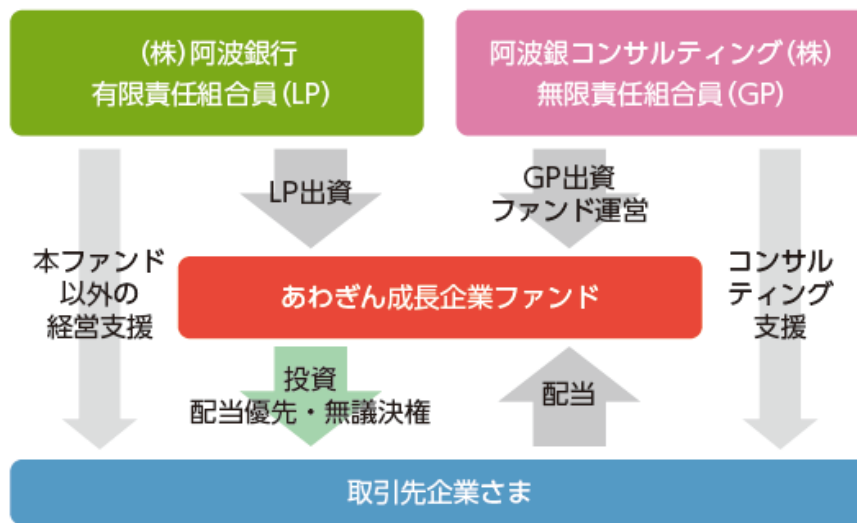 (株)阿波銀行
有限責任組合員(LP)
阿波銀コンサルティング(株)
無限責任組合員(GP)
LP出資
GP出資
ファンド運営
本ファンド
以外の
経営支援
あわぎん成長企業ファンド
コンサル
ティング
支援
投資
配当優先・無議決権
配当
取引先企業さま